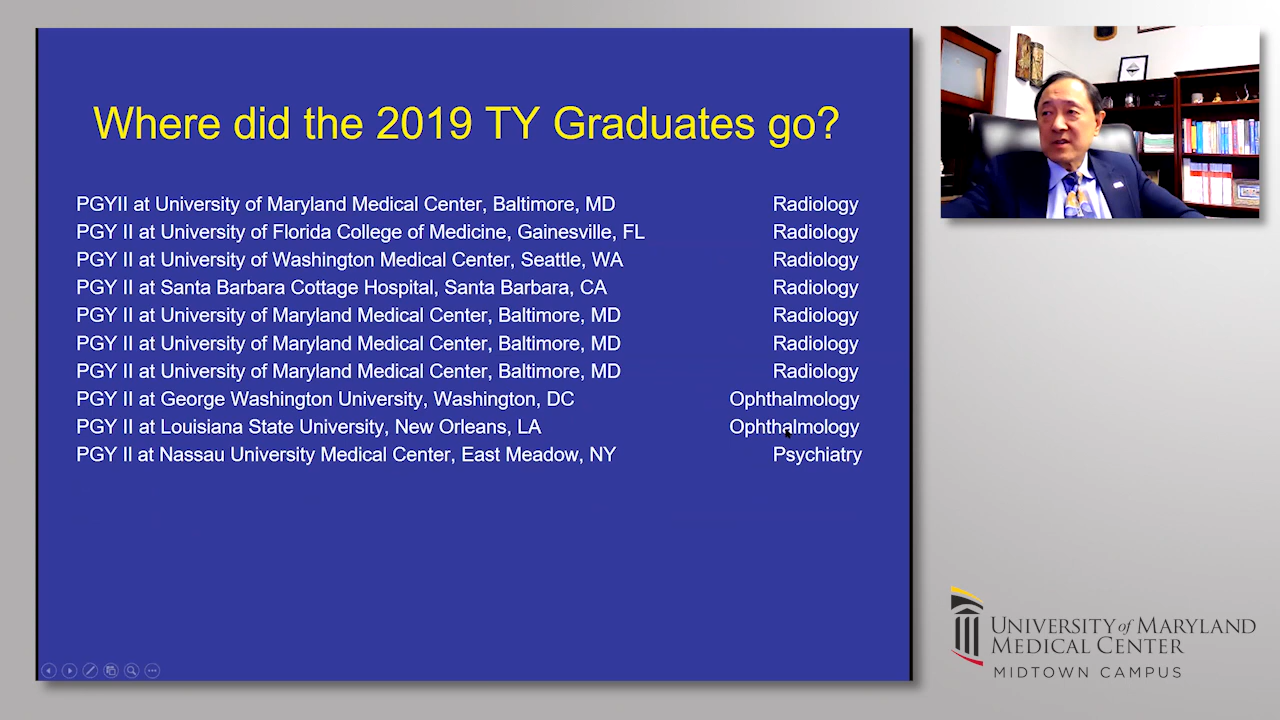 Where did the 2019 TY Graduates go?
PGYII at University of Maryland Medical Center, Baltimore, MD Radiology
PGY II at University of Florida College of Medicine, Gainesville, FL Radiology
PGY II at University of Washington Medical Center, Seattle, WA Radiology
PGY II at Santa Barbara Cottage Hospital, Santa Barbara, CA Radiology
PGY II at University of Maryland Medical Center, Baltimore, MD Radiology
PGY II at University of Maryland Medical Center, Baltimore, MD Radiology
PGY II at University of Maryland Medical Center, Baltimore, MD Radiology
PGY II at George Washington University, Washington, DC Ophthalmology
PGY II at Louisiana State University, New Orleans, LA Ophthalmology
PGY II at Nassau University Medical Center, East Meadow, NY Psychiatry
UNIVERSITY of MARYLAND
MEDICAL CENTER
MIDTOWN CAMPUS